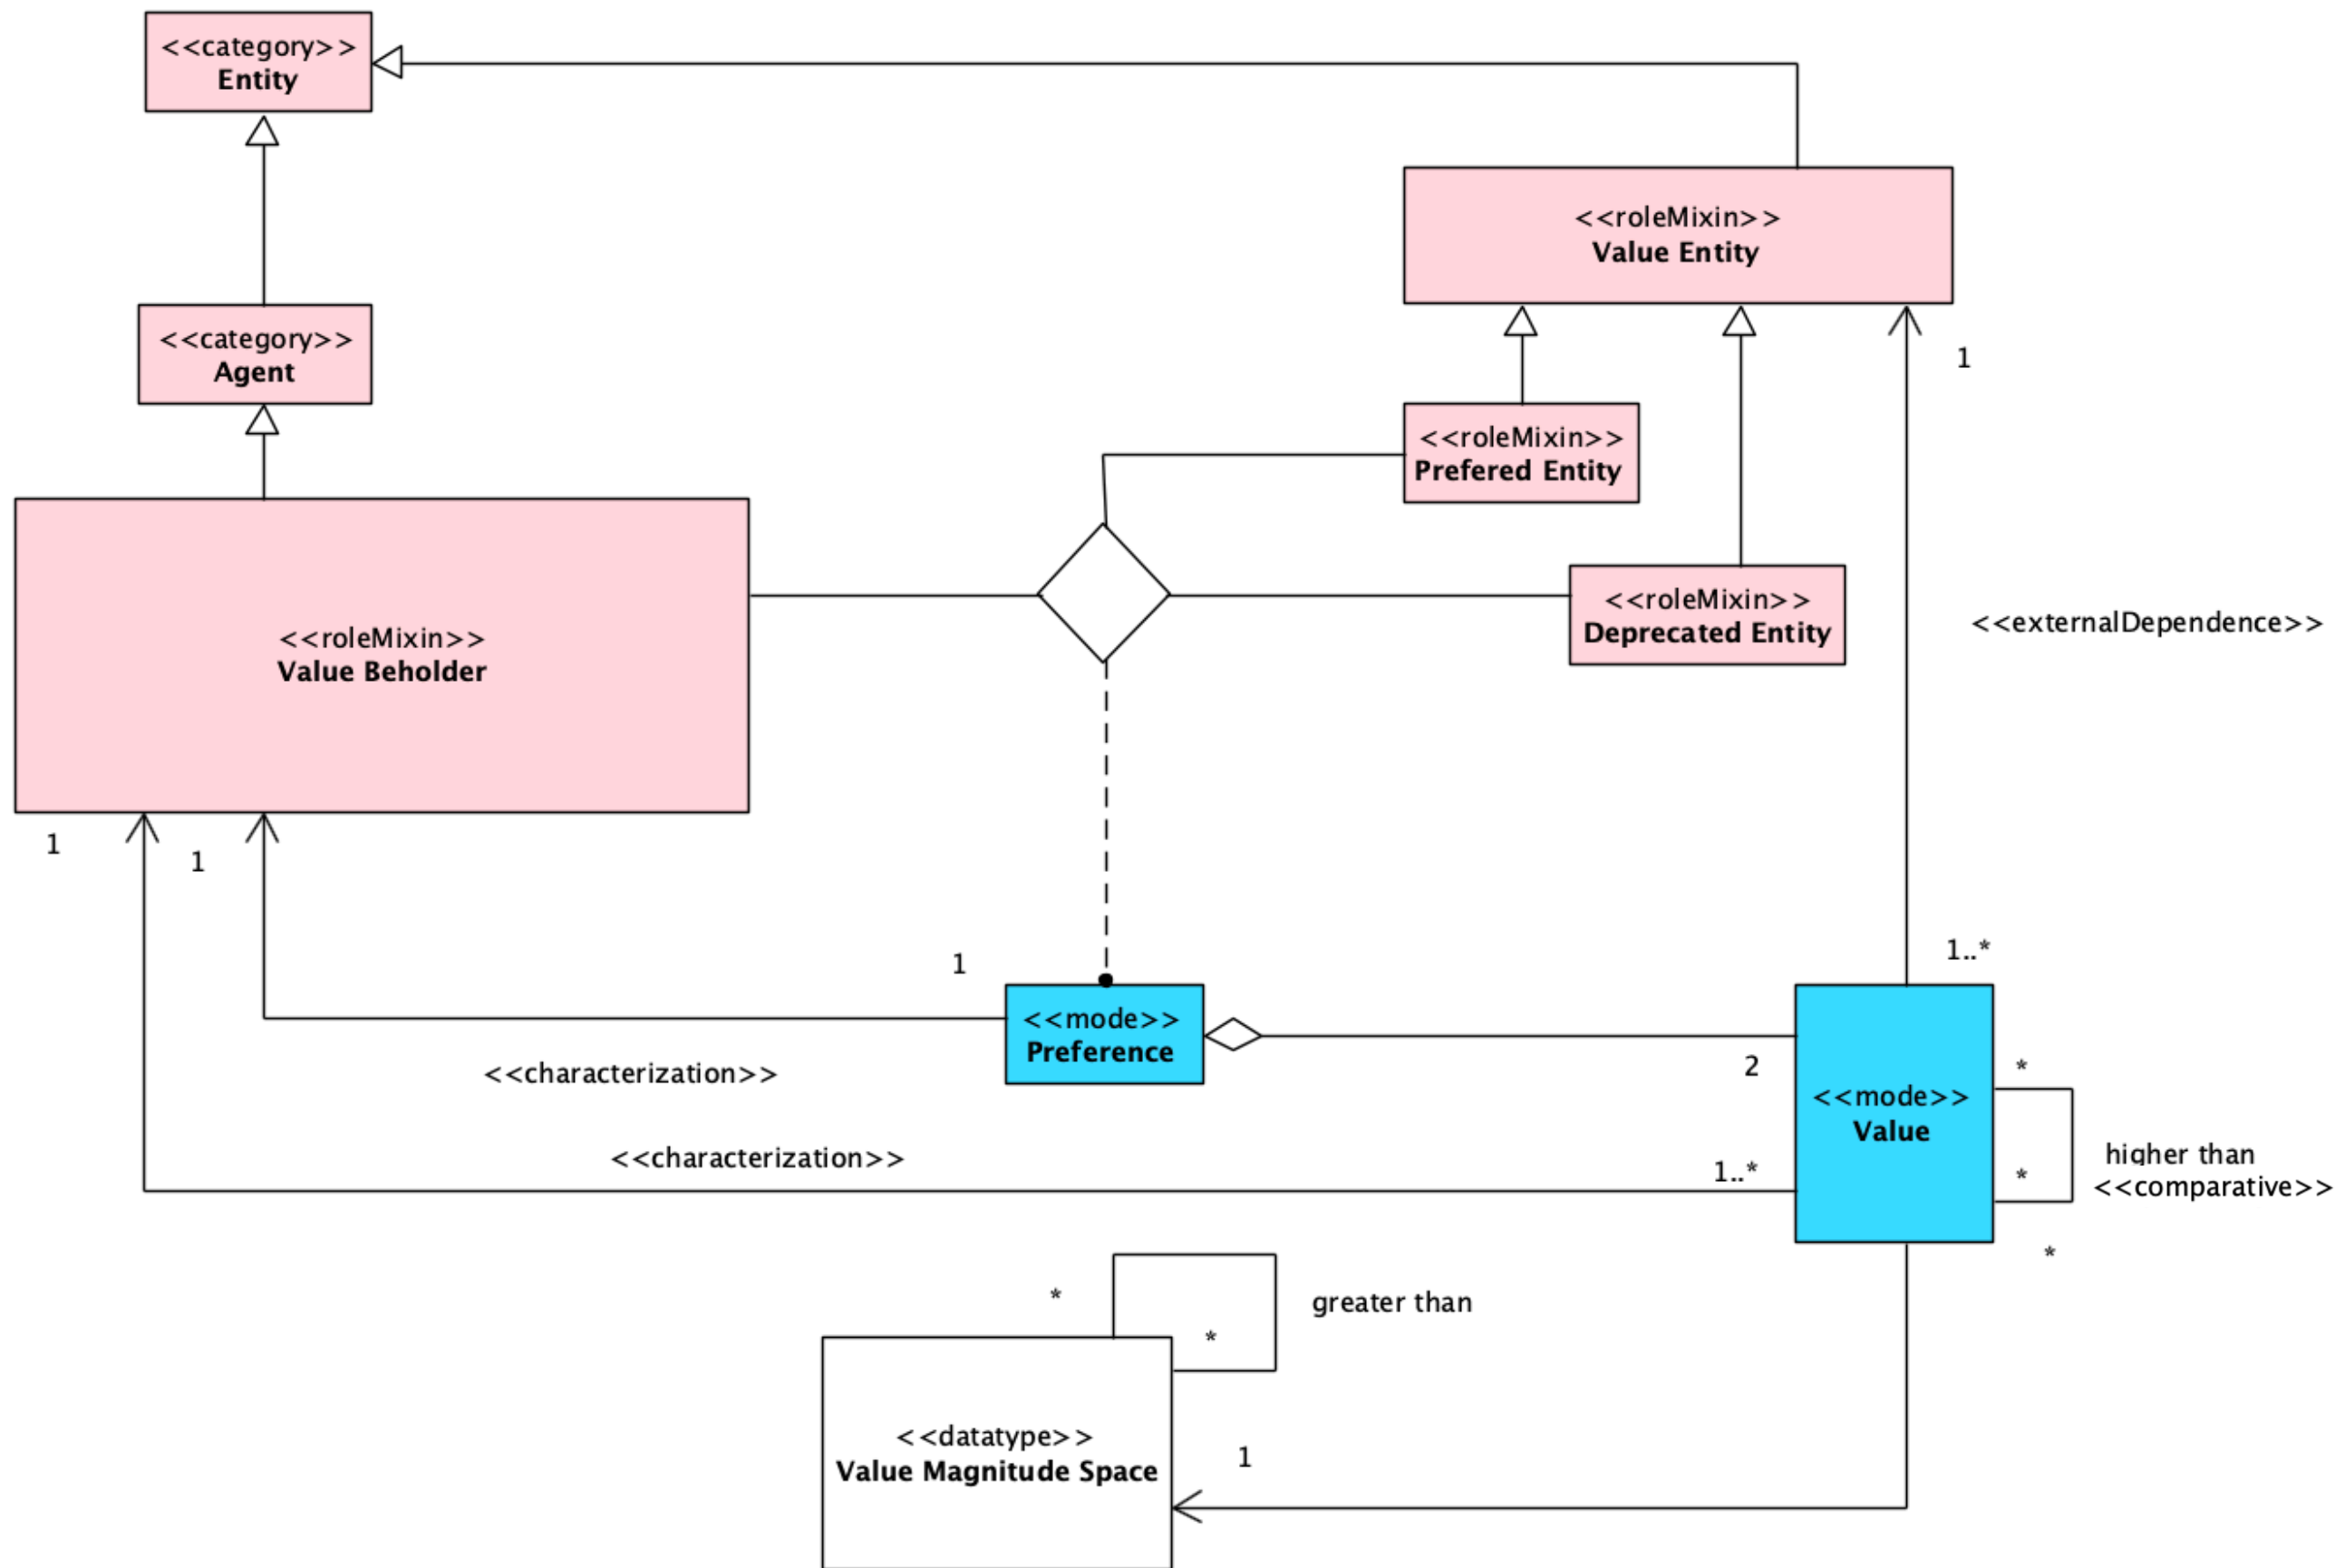 <<category>>
Entity
<<roleMixin>>
Value Entity
<<category>>
Agent
1
<<roleMixin>>
Prefered Entity
<<roleMixin>>
Deprecated Entity
<<externalDependence>>
<<roleMixin>>
Value Beholder
1
1
1
1..*
<<mode>>
Preference
2
<<characterization>>
*
<<mode>>
Value
<<characterization>>
1..*
*
higher than
<<comparative>>
*
*
greater than
*
<<datatype>>
Value Magnitude Space
1